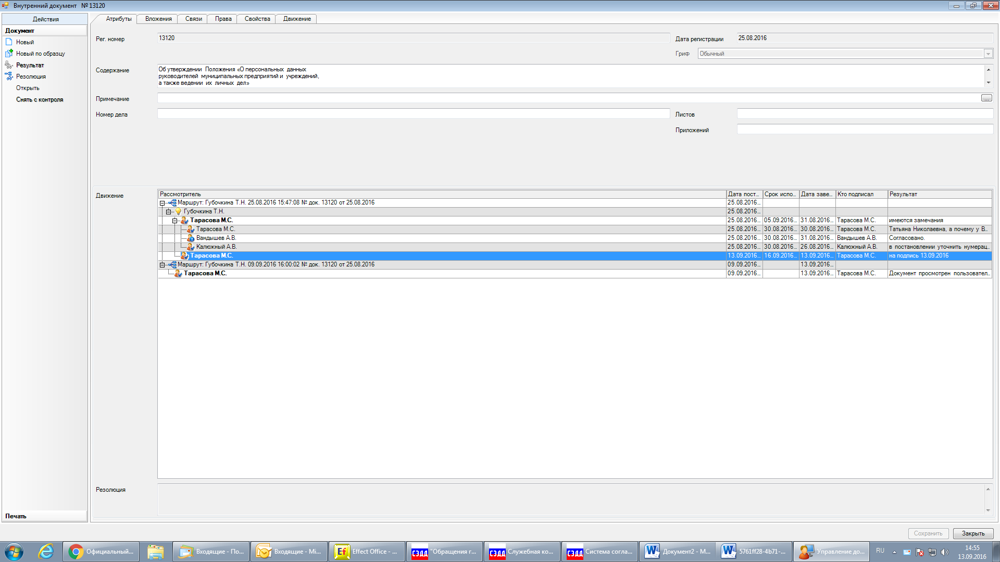 Внутренний документ № 13120
Действия
Документ
Новый
Новый по образцу
Результат
Резолюция
Открыть
Снять с контроля
Печать
Атрибуты Вложения Связи Права Свойства Движение
Рег. номер 13120 Дата регистрации 25.08.2016
Гриф Обычный
Содержание
Об утверждении Положения «О персональных данных
руководителей муниципальных предприятий и учреждений,
а также ведении их личных дел»
Примечание ...
Номер дела Листов
Приложений
Движение
Рассмотритель Дата пост... Срок испо... Дата заве... Кто подписал Результат
Маршрут: Губочкина Т.Н. 25.08.2016 15:47:08 № док. 13120 от 25.08.2016 25.08.2016...
Губочкина Т.Н. 25.08.2016...
Тарасова М.С. 25.08.2016... 05.09.2016... 31.08.2016... Тарасова М.С. имеются замечания
Тарасова М.С. 25.08.2016... 30.08.2016... 30.08.2016... Тарасова М.С. Татьяна Николаевна, а почему у В...
Вандышев А.В. 25.08.2016... 30.08.2016... 31.08.2016... Вандышев А.В. Согласовано.
Калюжный А.В. 25.08.2016... 30.08.2016... 26.08.2016... Калюжный А.В. в постановлении уточнить нумерац...
Тарасова М.С. 13.09.2016... 16.09.2016... 13.09.2016... Тарасова М.С. на подпись 13.09.2016
Маршрут: Губочкина Т.Н. 09.09.2016 16:00:02 № док. 13120 от 25.08.2016 09.09.2016... 13.09.2016...
Тарасова М.С. 09.09.2016... 13.09.2016... Тарасова М.С. Документ просмотрен пользовател...
Резолюция
Сохранить Закрыть
Официальный... Входящие - По... Входящие - Mi... Ef Effect Office - ... СЭДД "Обращения г... СЭДД Служебная ко... СЭДД Система согла... Документ2 - M... 5761ff28-4b71-... Управление до... RU 14:55
13.09.2016